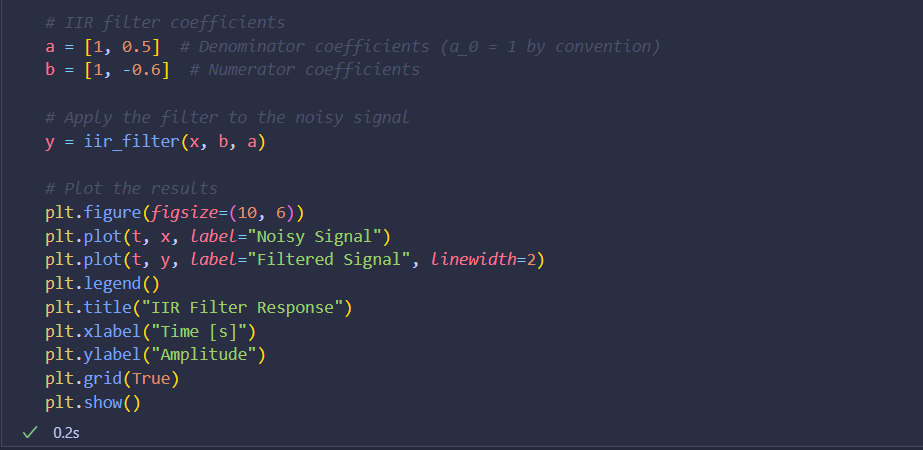 # IIR filter coefficients
a = [1, 0.5]  # Denominator coefficients (a_0 = 1 by convention)
b = [1, -0.6]  # Numerator coefficients
# Apply the filter to the noisy signal
y = iir_filter(x, b, a)
# Plot the results
plt.figure(figsize=(10, 6))
plt.plot(t, x, label="Noisy Signal")
plt.plot(t, y, label="Filtered Signal", linewidth=2)
plt.legend()
plt.title("IIR Filter Response")
plt.xlabel("Time [s]")
plt.ylabel("Amplitude")
plt.grid(True)
plt.show()
0.2s